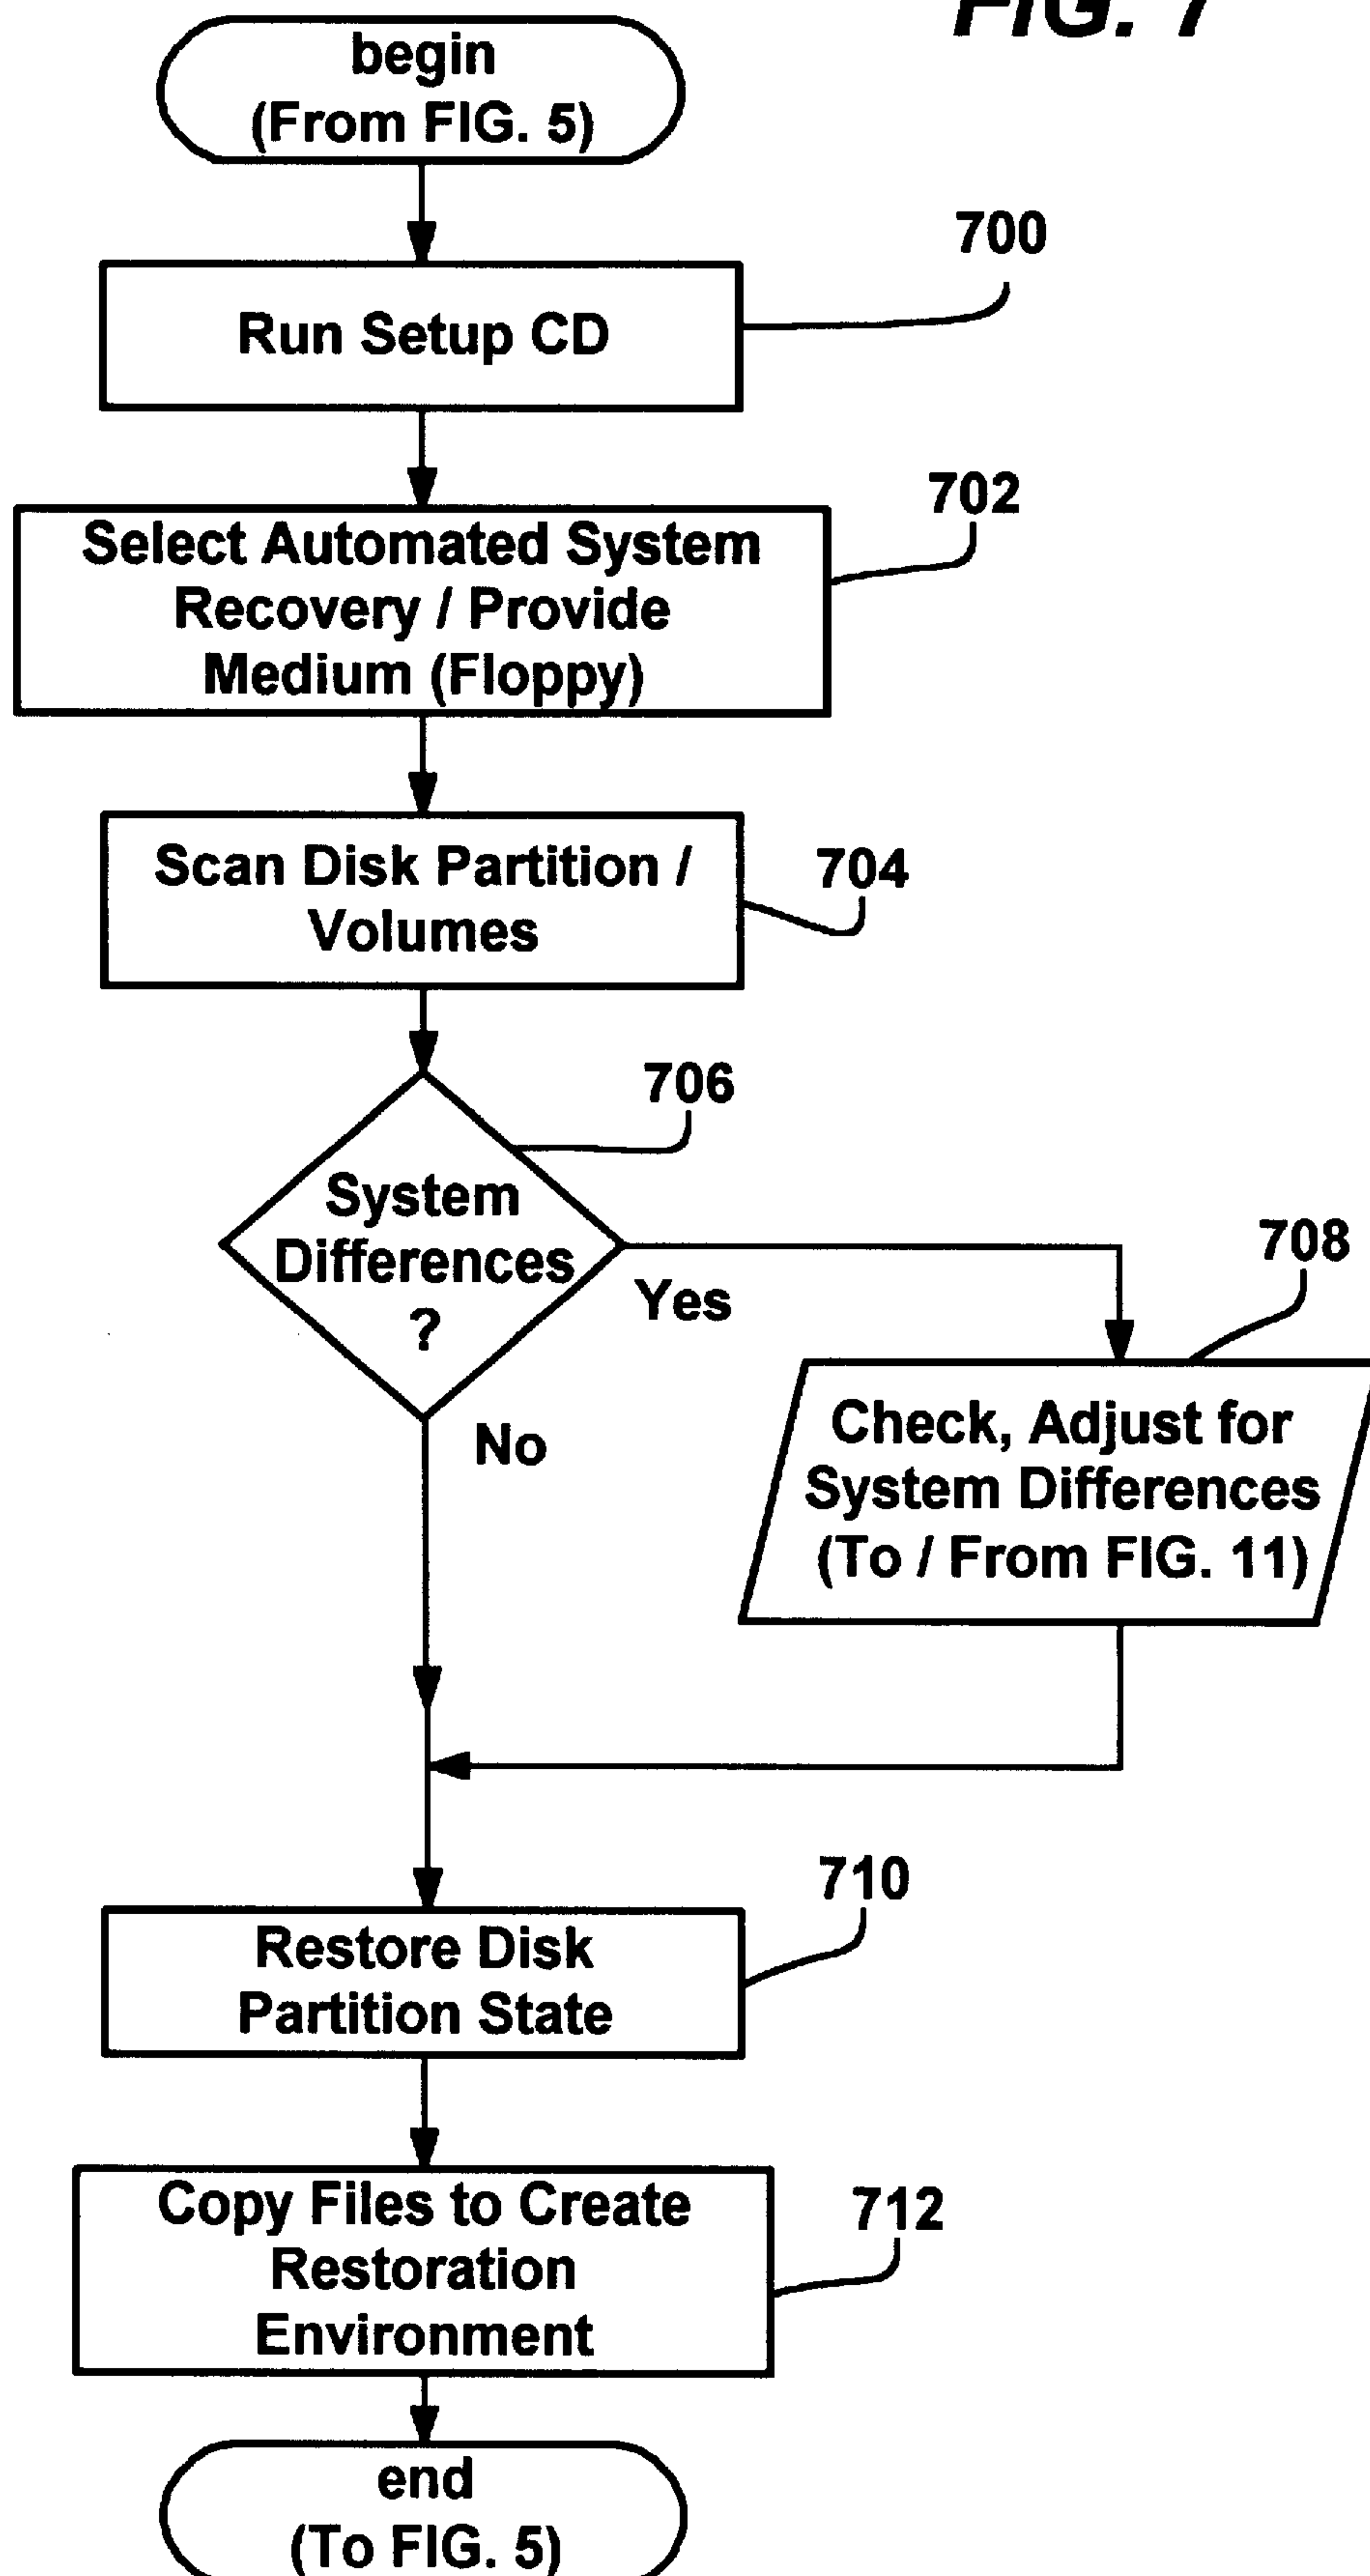 FIG. 7
begin
(From FIG. 5)
700
Run Setup CD
702
Select Automated System
Recovery / Provide
Medium (Floppy)
704
Scan Disk Partition /
Volumes
706
System
Differences
?
Yes
No
708
Check, Adjust for
System Differences
(To / From FIG. 11)
710
Restore Disk
Partition State
712
Copy Files to Create
Restoration
Environment
end
(To FIG. 5)